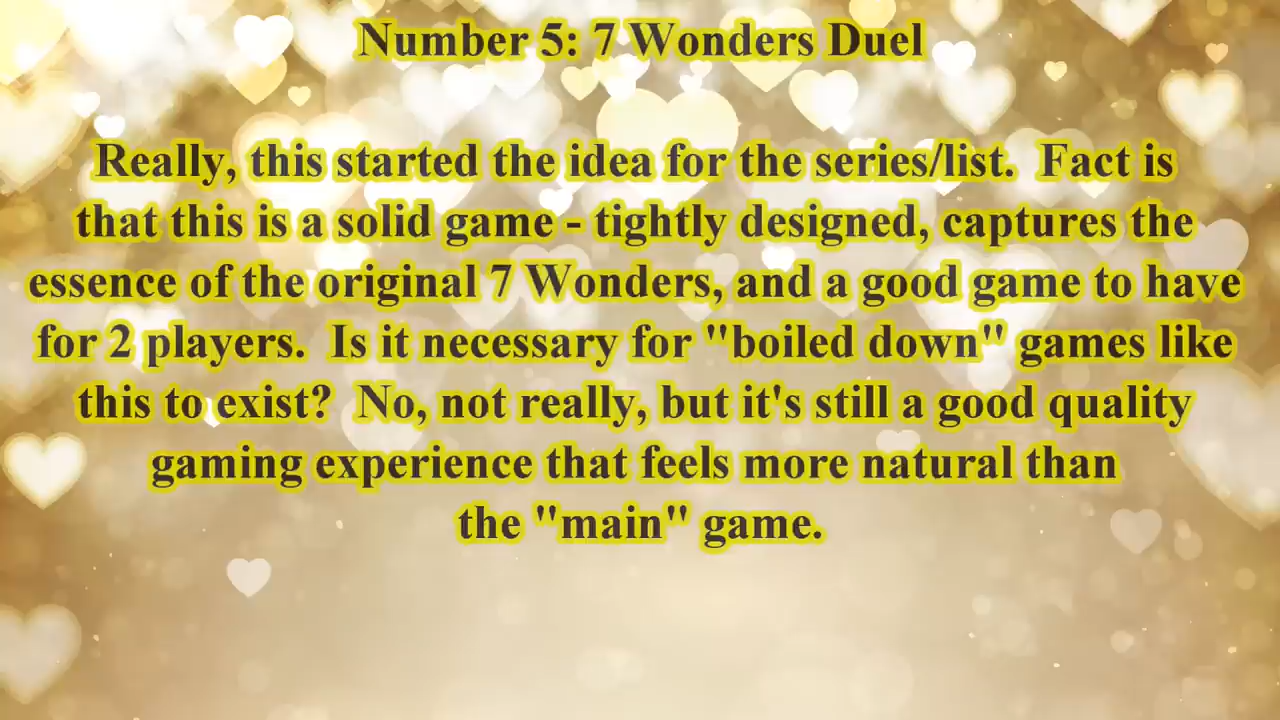 Number 5: 7 Wonders Duel
Really, this started the idea for the series/list.  Fact is
that this is a solid game - tightly designed, captures the
essence of the original 7 Wonders, and a good game to have
for 2 players.  Is it necessary for "boiled down" games like
this to exist?  No, not really, but it's still a good quality
gaming experience that feels more natural than
the "main" game.